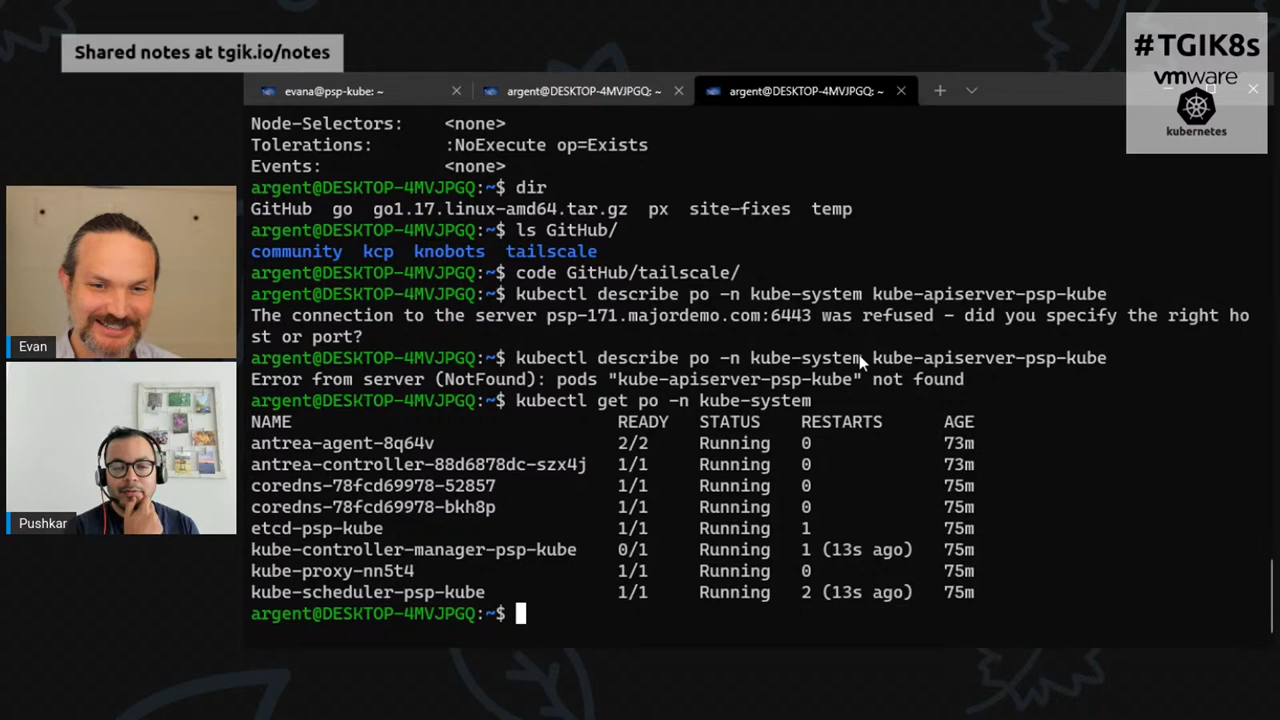 Shared notes at tgik.io/notes
#TGIK8s
vmware
kubernetes
evana@psp-kube: ~
argent@DESKTOP-4MVJPGQ: ~
argent@DESKTOP-4MVJPGQ: ~
Node-Selectors: <none>
Tolerations: :NoExecute op=Exists
Events: <none>
argent@DESKTOP-4MVJPGQ:~$ dir
GitHub go go1.17.linux-amd64.tar.gz px site-fixes temp
argent@DESKTOP-4MVJPGQ:~$ ls GitHub/
community kcp knobots tailscale
argent@DESKTOP-4MVJPGQ:~$ code GitHub/tailscale/
argent@DESKTOP-4MVJPGQ:~$ kubectl describe po -n kube-system kube-apiserver-psp-kube
The connection to the server psp-171.majordemo.com:6443 was refused - did you specify the right ho
st or port?
argent@DESKTOP-4MVJPGQ:~$ kubectl describe po -n kube-system kube-apiserver-psp-kube
Error from server (NotFound): pods "kube-apiserver-psp-kube" not found
argent@DESKTOP-4MVJPGQ:~$ kubectl get po -n kube-system
NAME READY STATUS RESTARTS AGE
antrea-agent-8q64v 2/2 Running 0 73m
antrea-controller-88d6878dc-szx4j 1/1 Running 0 73m
coredns-78fcd69978-52857 1/1 Running 0 75m
coredns-78fcd69978-bkh8p 1/1 Running 0 75m
etcd-psp-kube 1/1 Running 1 75m
kube-controller-manager-psp-kube 0/1 Running 1 (13s ago) 75m
kube-proxy-nn5t4 1/1 Running 0 75m
kube-scheduler-psp-kube 1/1 Running 2 (13s ago) 75m
argent@DESKTOP-4MVJPGQ:~$
Evan
Pushkar